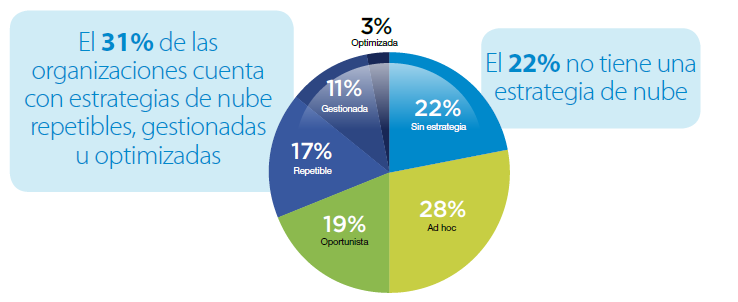 El 31% de las
organizaciones cuenta
con estrategias de nube
repetibles, gestionadas
u optimizadas
3%
Optimizada
El 22% no tiene una
estrategia de nube
11%
Gestionada
22%
Sin estrategia
17%
Repetible
28%
Ad hoc
19%
Oportunista